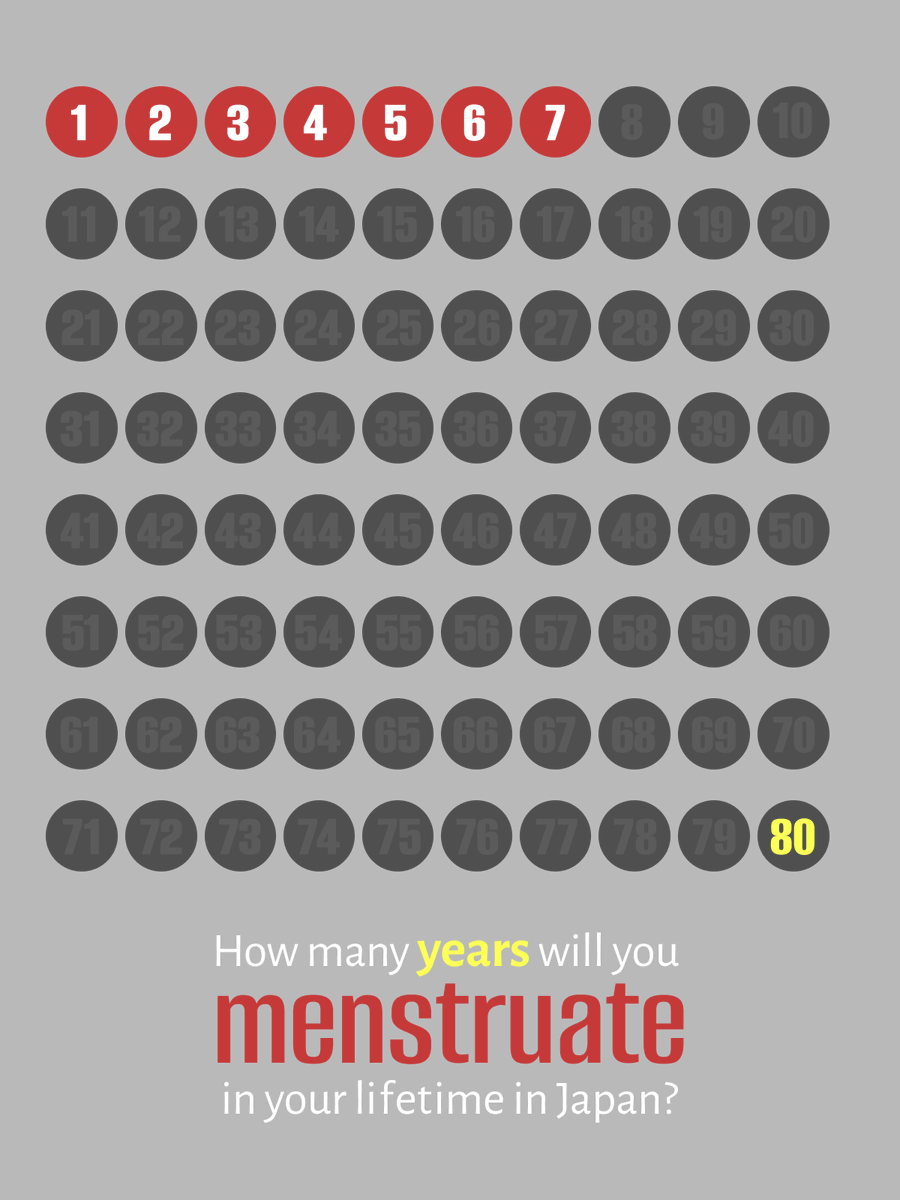 1 2 3 4 5 6 7 8 9 10
11 12 13 14 15 16 17 18 19 20
21 22 23 24 25 26 27 28 29 30
31 32 33 34 35 36 37 38 39 40
41 42 43 44 45 46 47 48 49 50
51 52 53 54 55 56 57 58 59 60
61 62 63 64 65 66 67 68 69 70
71 72 73 74 75 76 77 78 79 80
How many years will you
menstruate
in your lifetime in Japan?